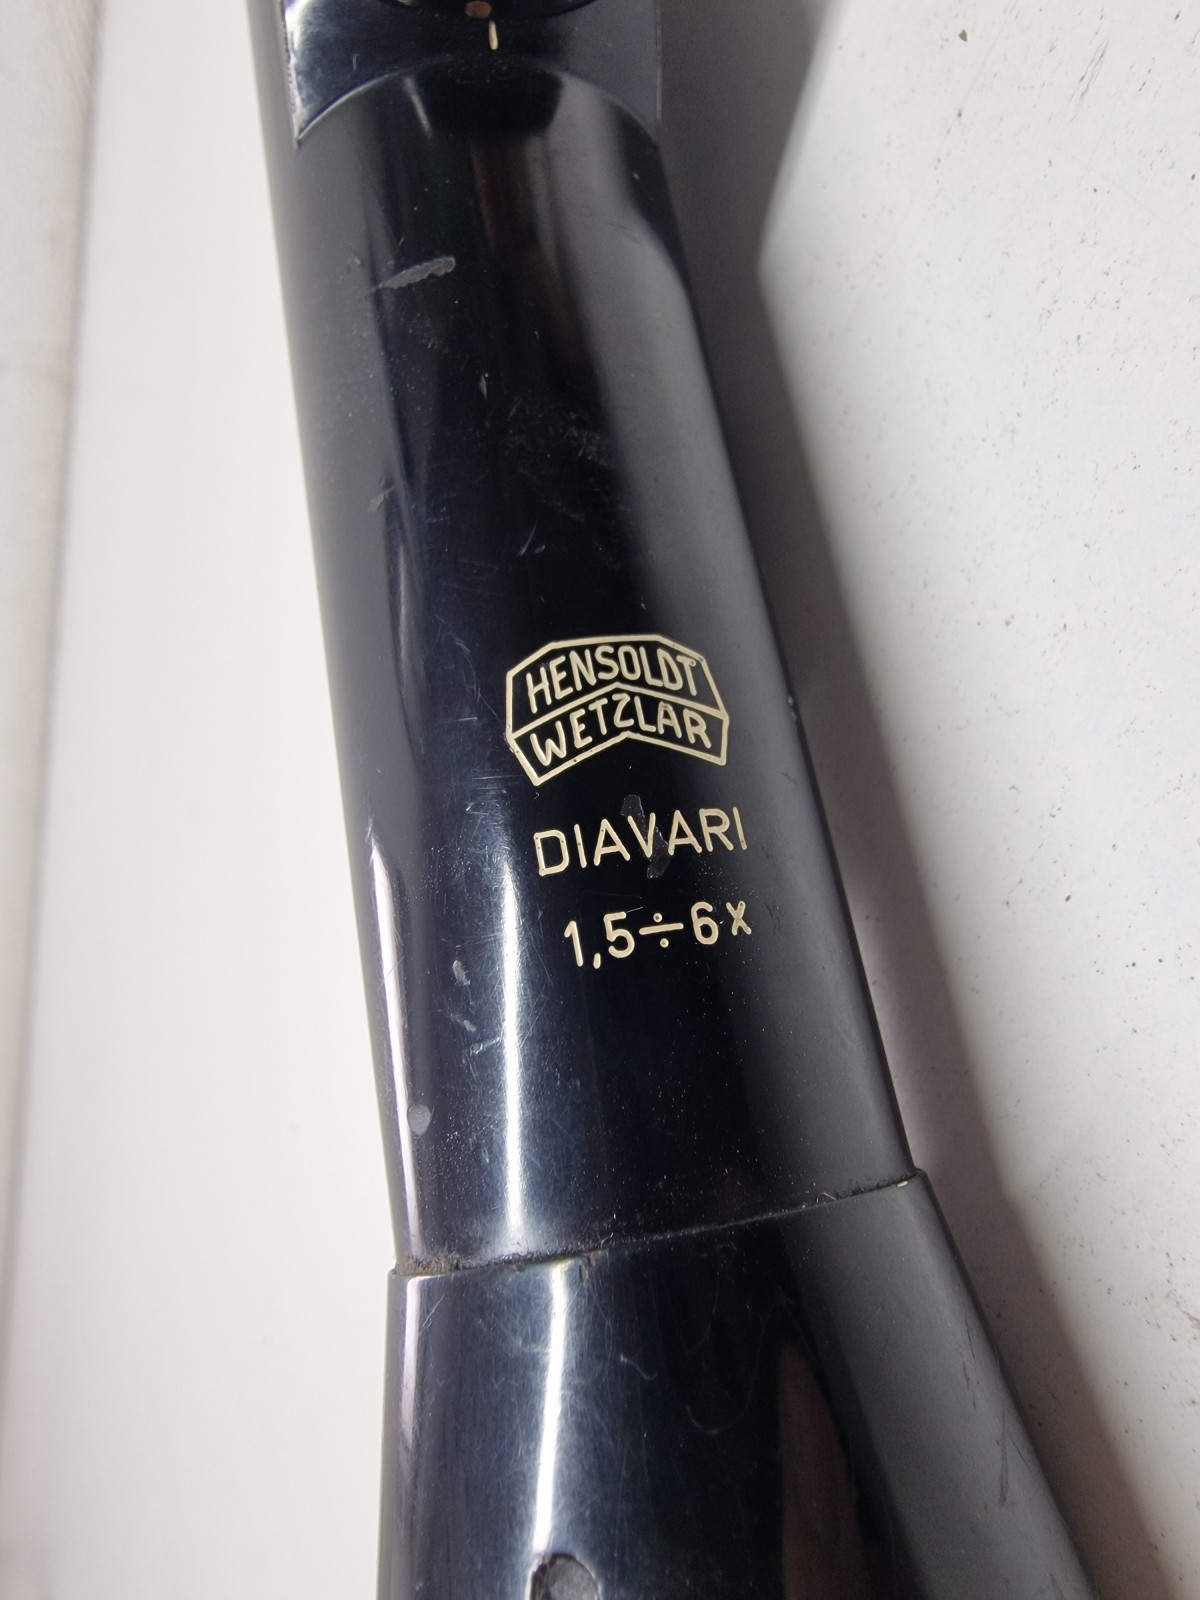 HENSOLDT
WETZLAR
DIAVARI
1,5÷6x